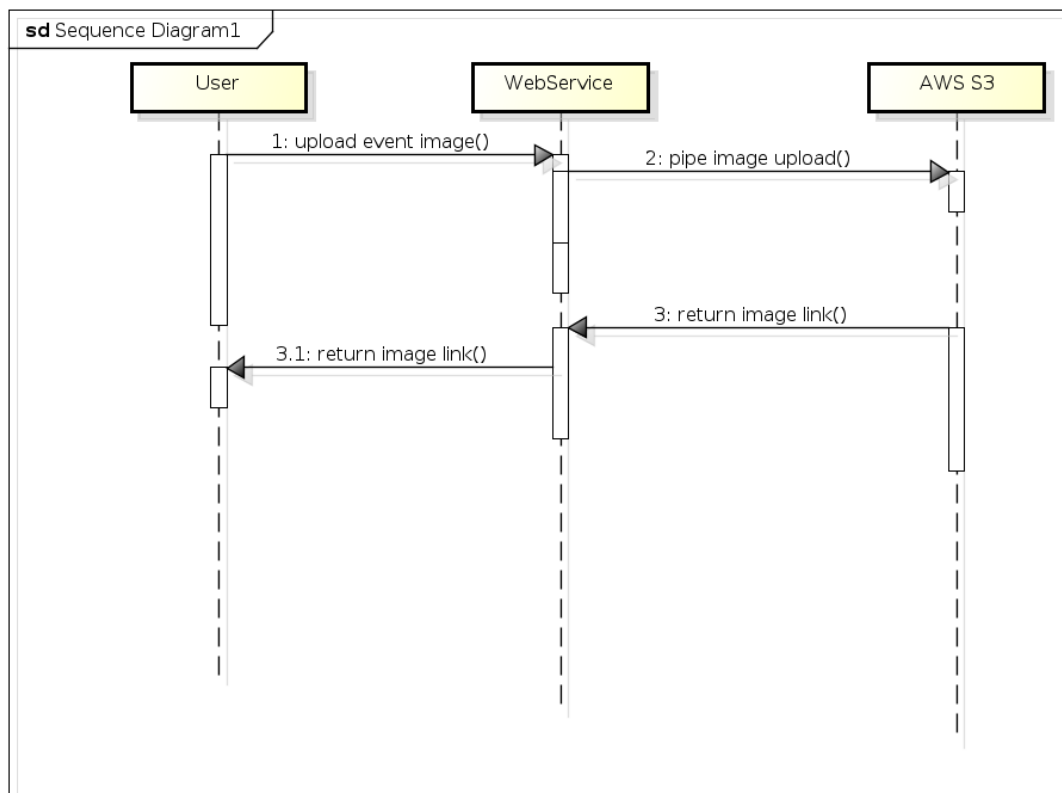 sd Sequence Diagram1
User
WebService
AWS S3
1: upload event image()
2: pipe image upload()
3: return image link()
3.1: return image link()